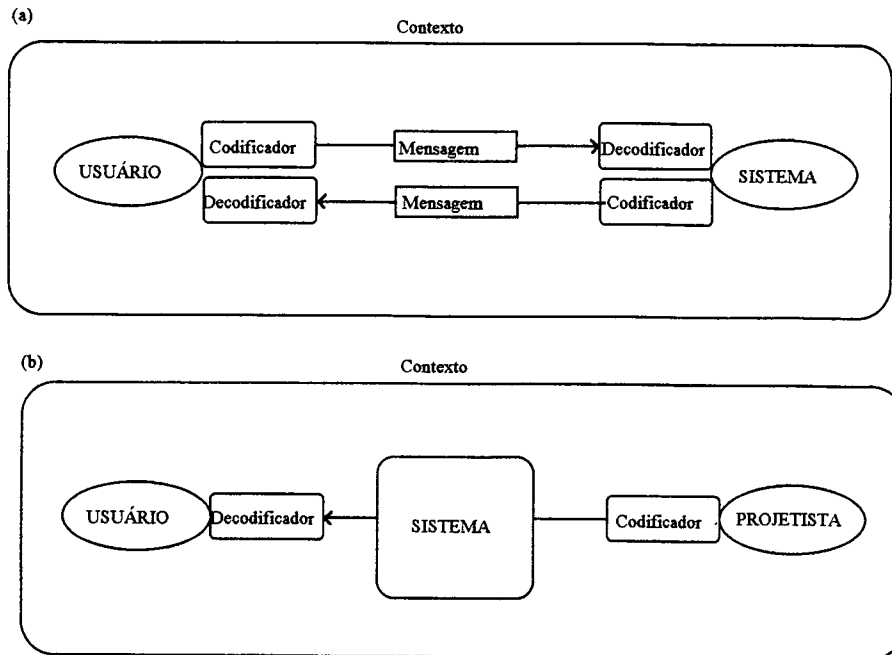 (a)
Contexto
Codificador
Mensagem
Decodificador
USUÁRIO
SISTEMA
Decodificador
Mensagem
Codificador
(b)
Contexto
USUÁRIO
Decodificador
SISTEMA
Codificador
PROJETISTA